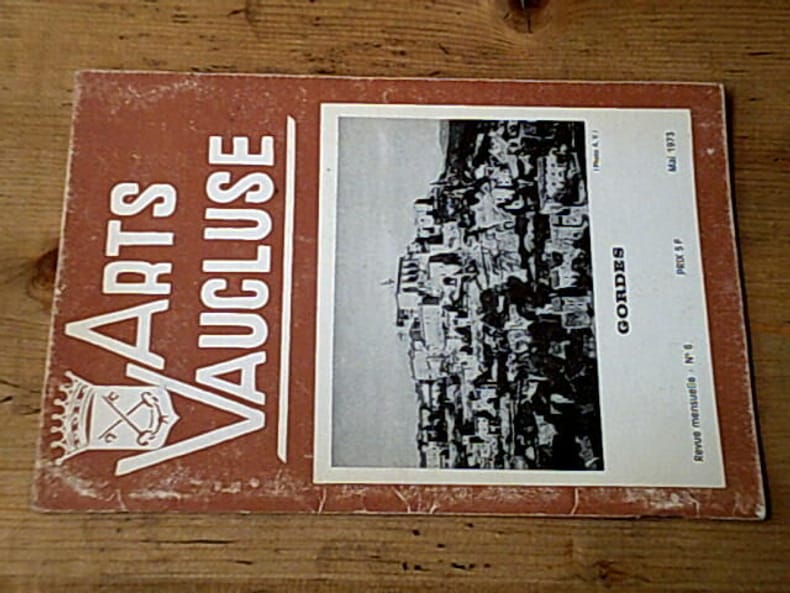 ARTS
VAUCLUSE
(Photo A.V.)
GORDES
Revue mensuelle - N° 6 PRIX 5 F Mai 1973